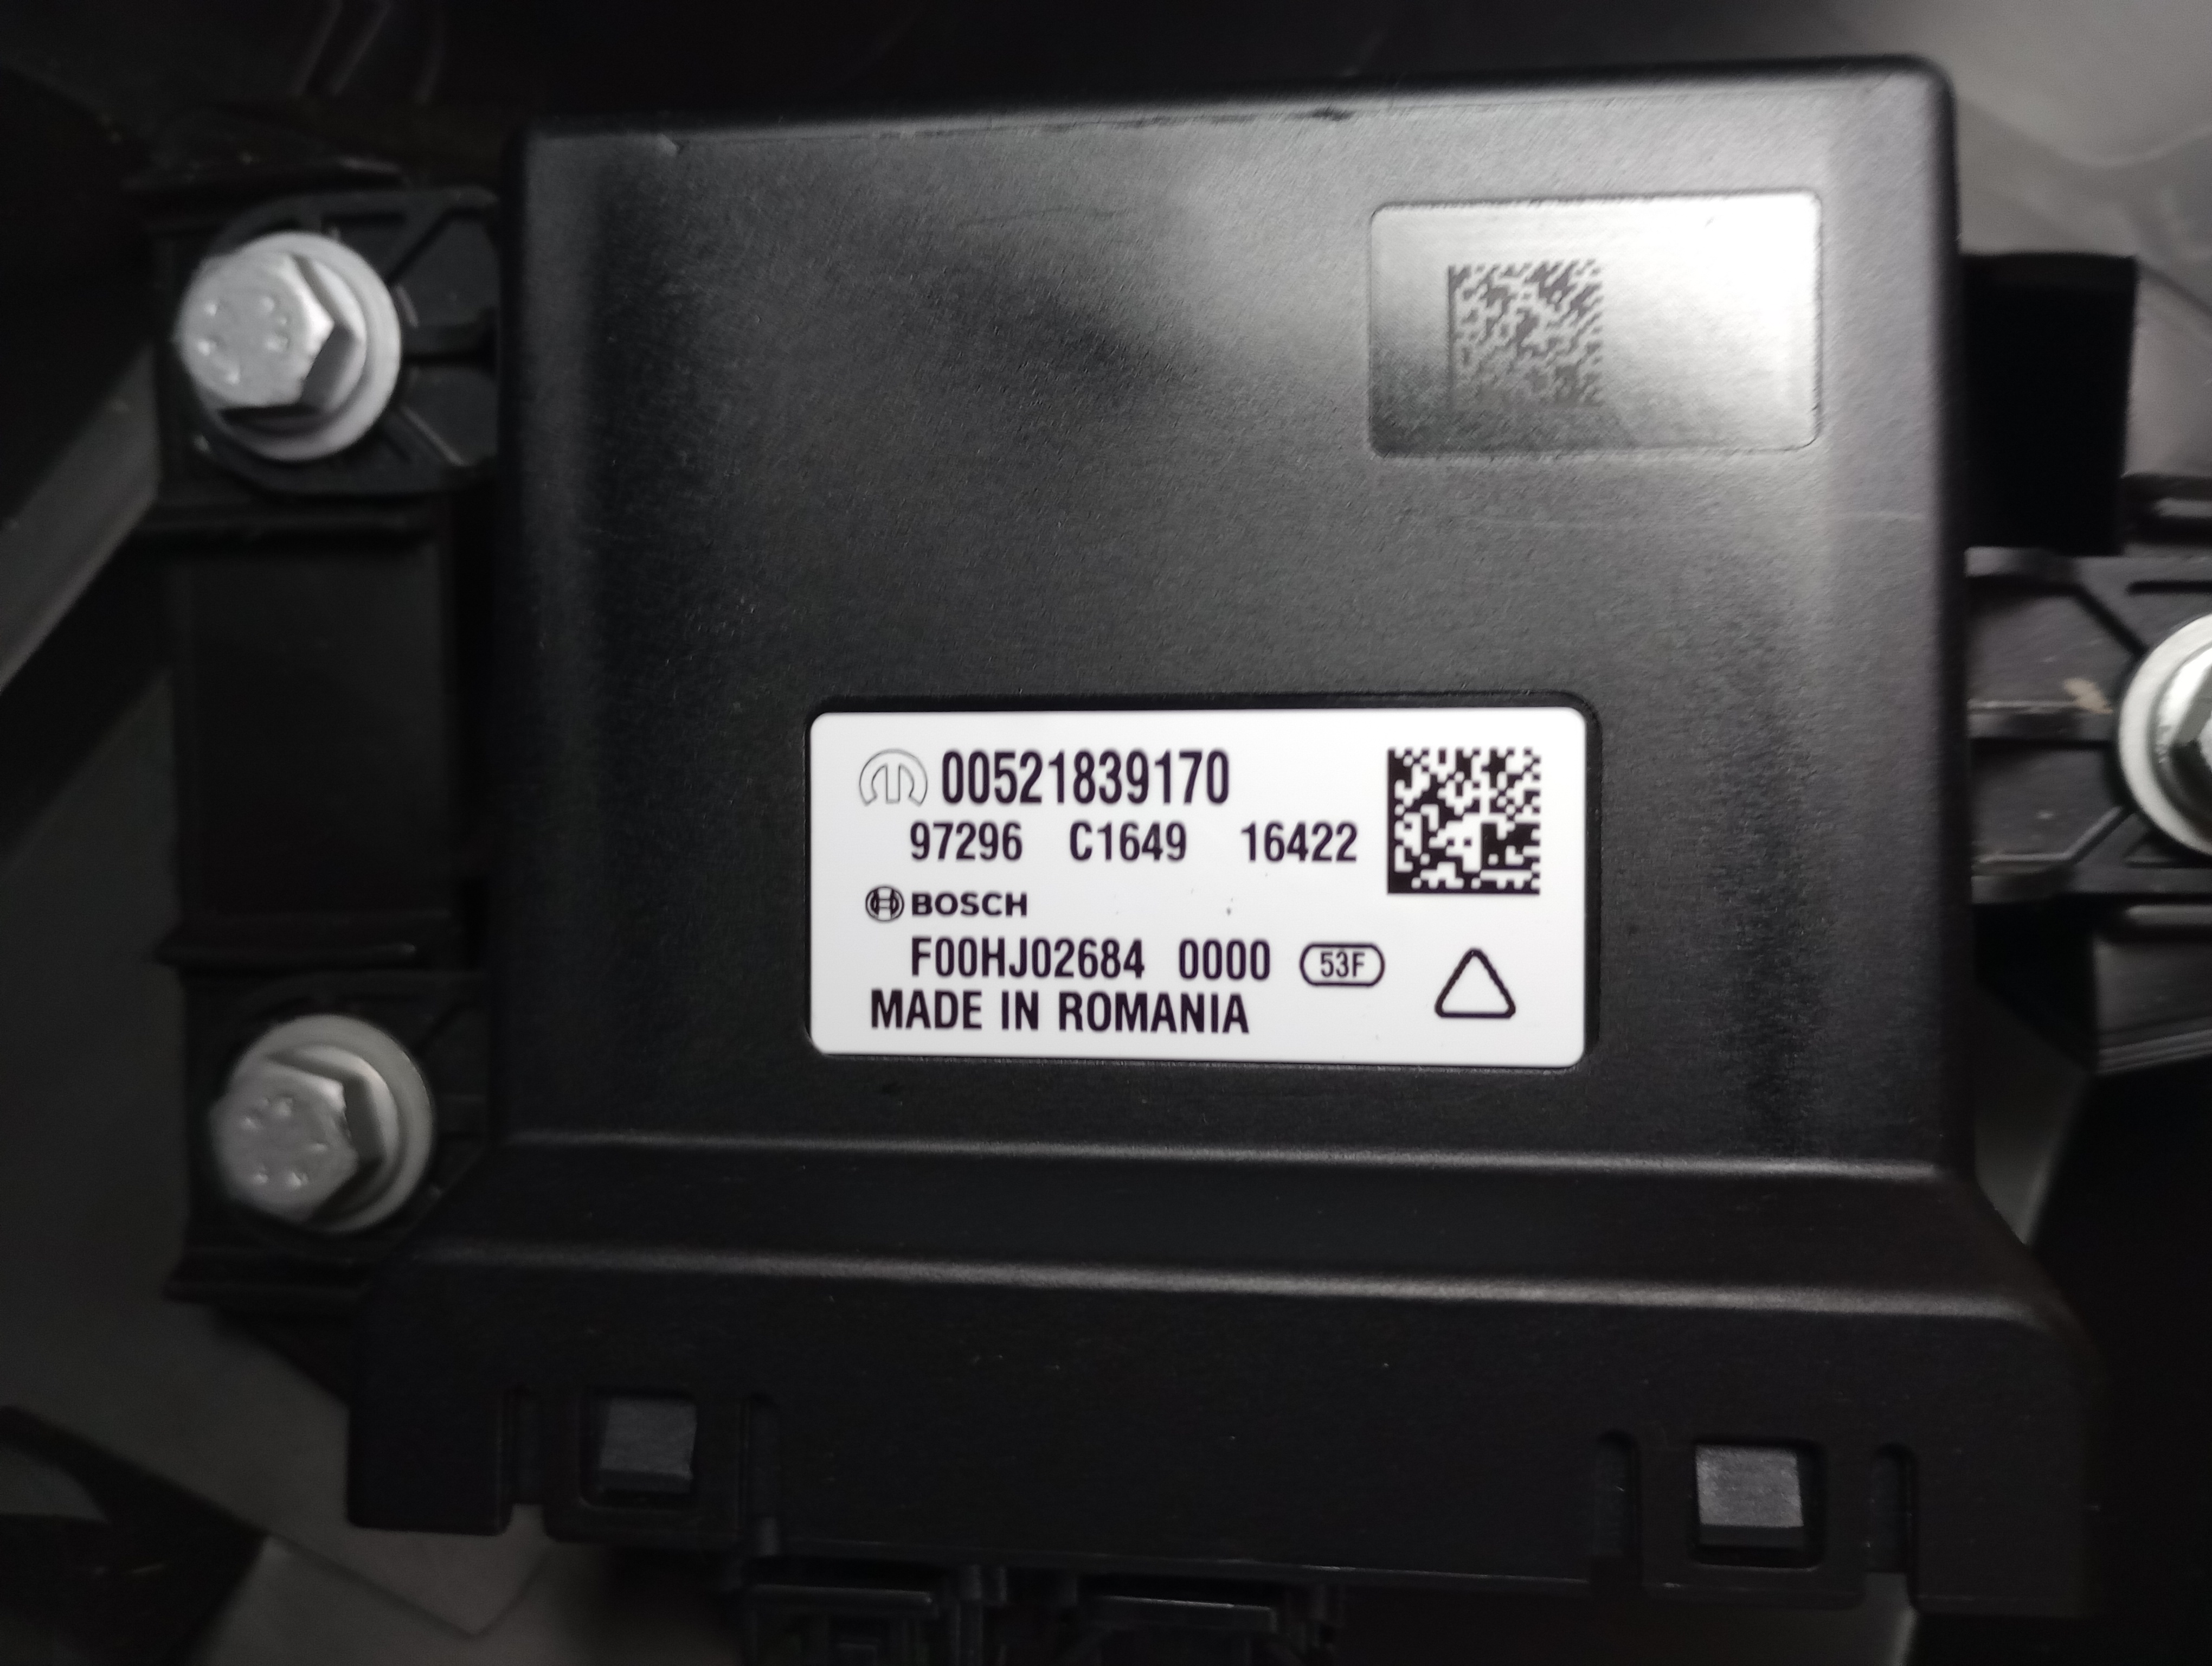 00521839170
97296 C1649 16422
BOSCH
F00HJ02684 0000 53F
MADE IN ROMANIA